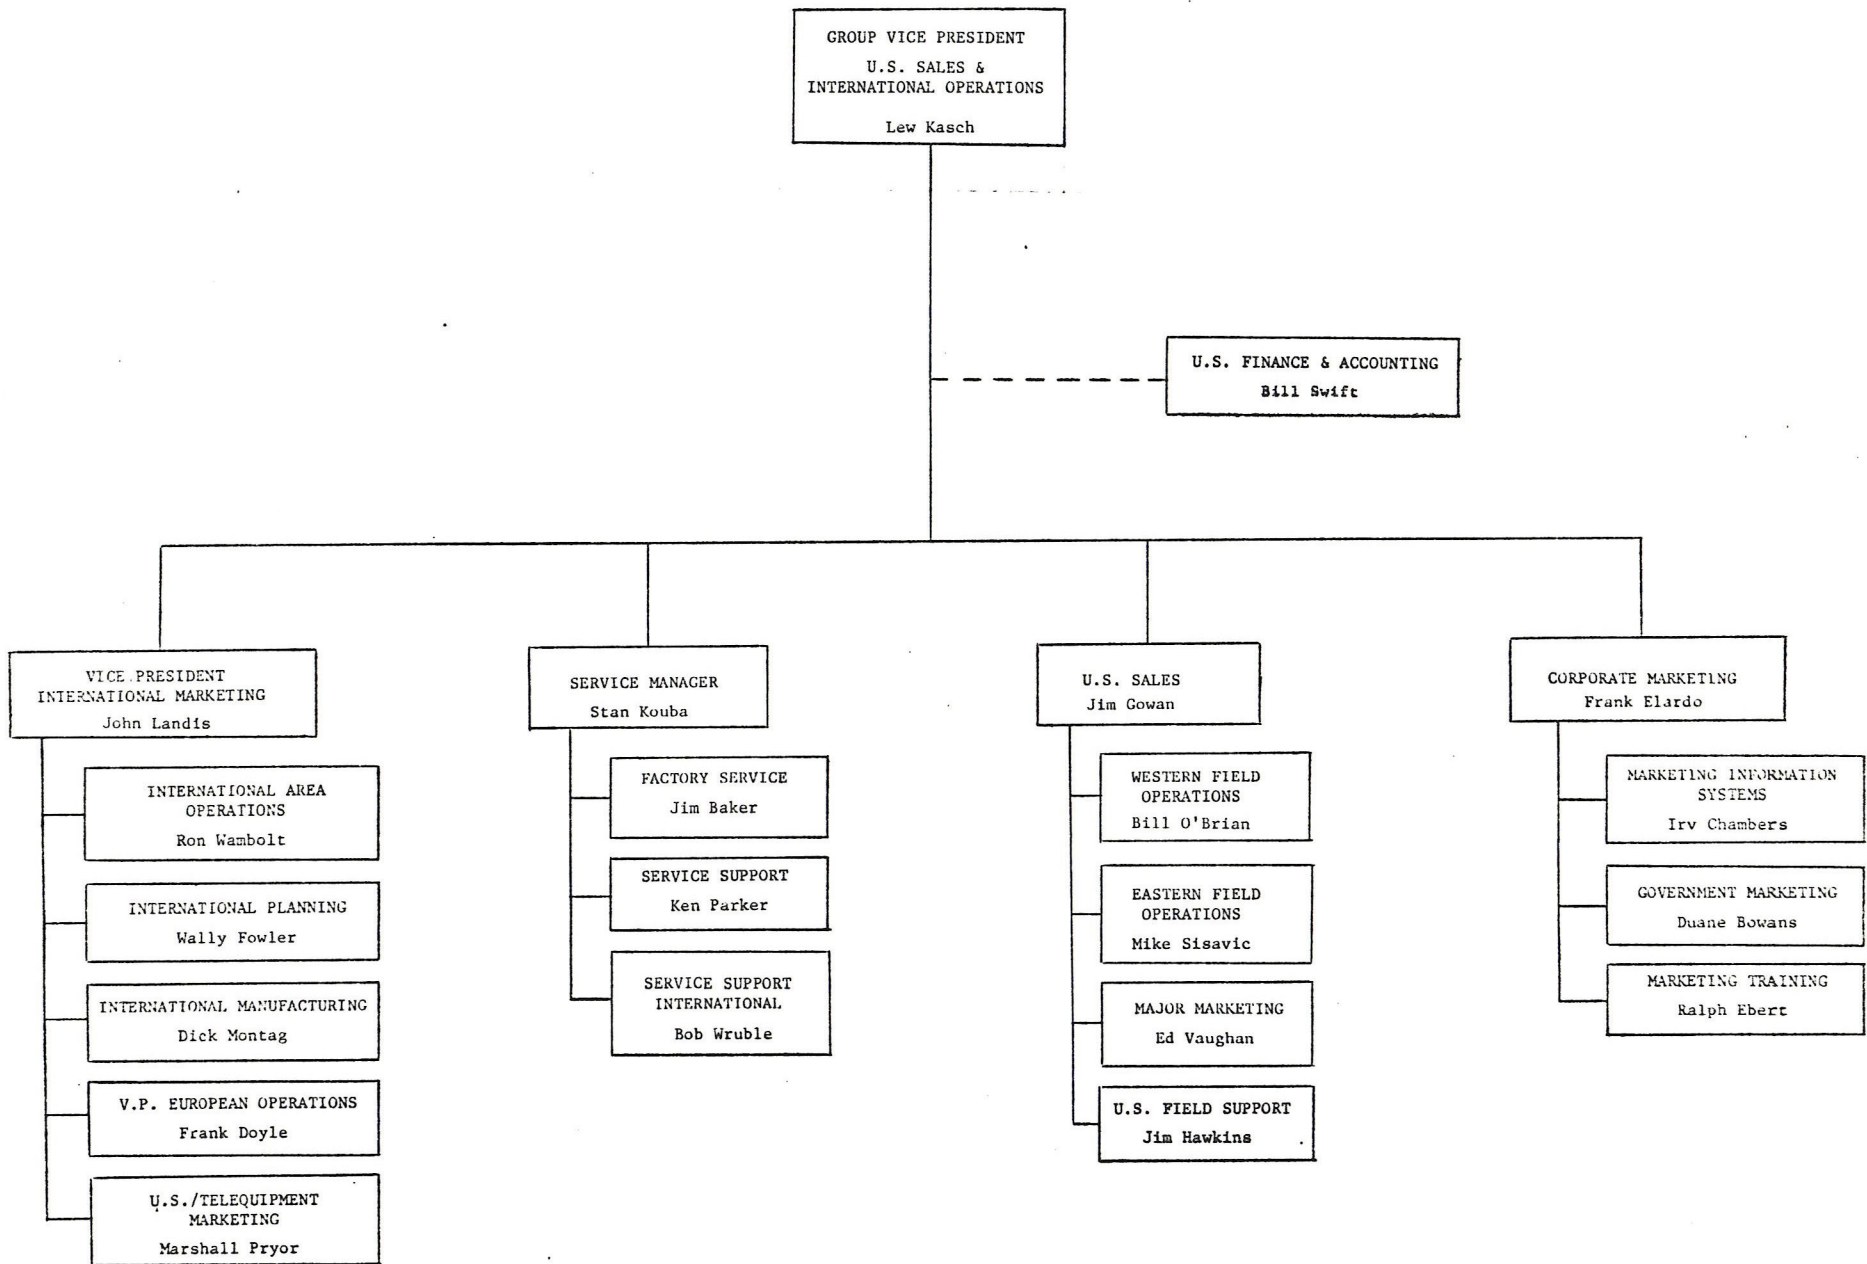 GROUP VICE PRESIDENT
U.S. SALES &
INTERNATIONAL OPERATIONS
Lew Kasch
U.S. FINANCE & ACCOUNTING
Bill Swift
VICE PRESIDENT
INTERNATIONAL MARKETING
John Landis
INTERNATIONAL AREA
OPERATIONS
Ron Wambolt
INTERNATIONAL PLANNING
Wally Fowler
INTERNATIONAL MANUFACTURING
Dick Montag
V.P. EUROPEAN OPERATIONS
Frank Doyle
U.S./TELEQUIPMENT
MARKETING
Marshall Pryor
SERVICE MANAGER
Stan Kouba
FACTORY SERVICE
Jim Baker
SERVICE SUPPORT
Ken Parker
SERVICE SUPPORT
INTERNATIONAL
Bob Wruble
U.S. SALES
Jim Gowan
WESTERN FIELD
OPERATIONS
Bill O'Brian
EASTERN FIELD
OPERATIONS
Mike Sisavic
MAJOR MARKETING
Ed Vaughan
U.S. FIELD SUPPORT
Jim Hawkins
CORPORATE MARKETING
Frank Elardo
MARKETING INFORMATION
SYSTEMS
Irv Chambers
GOVERNMENT MARKETING
Duane Bowans
MARKETING TRAINING
Ralph Ebert